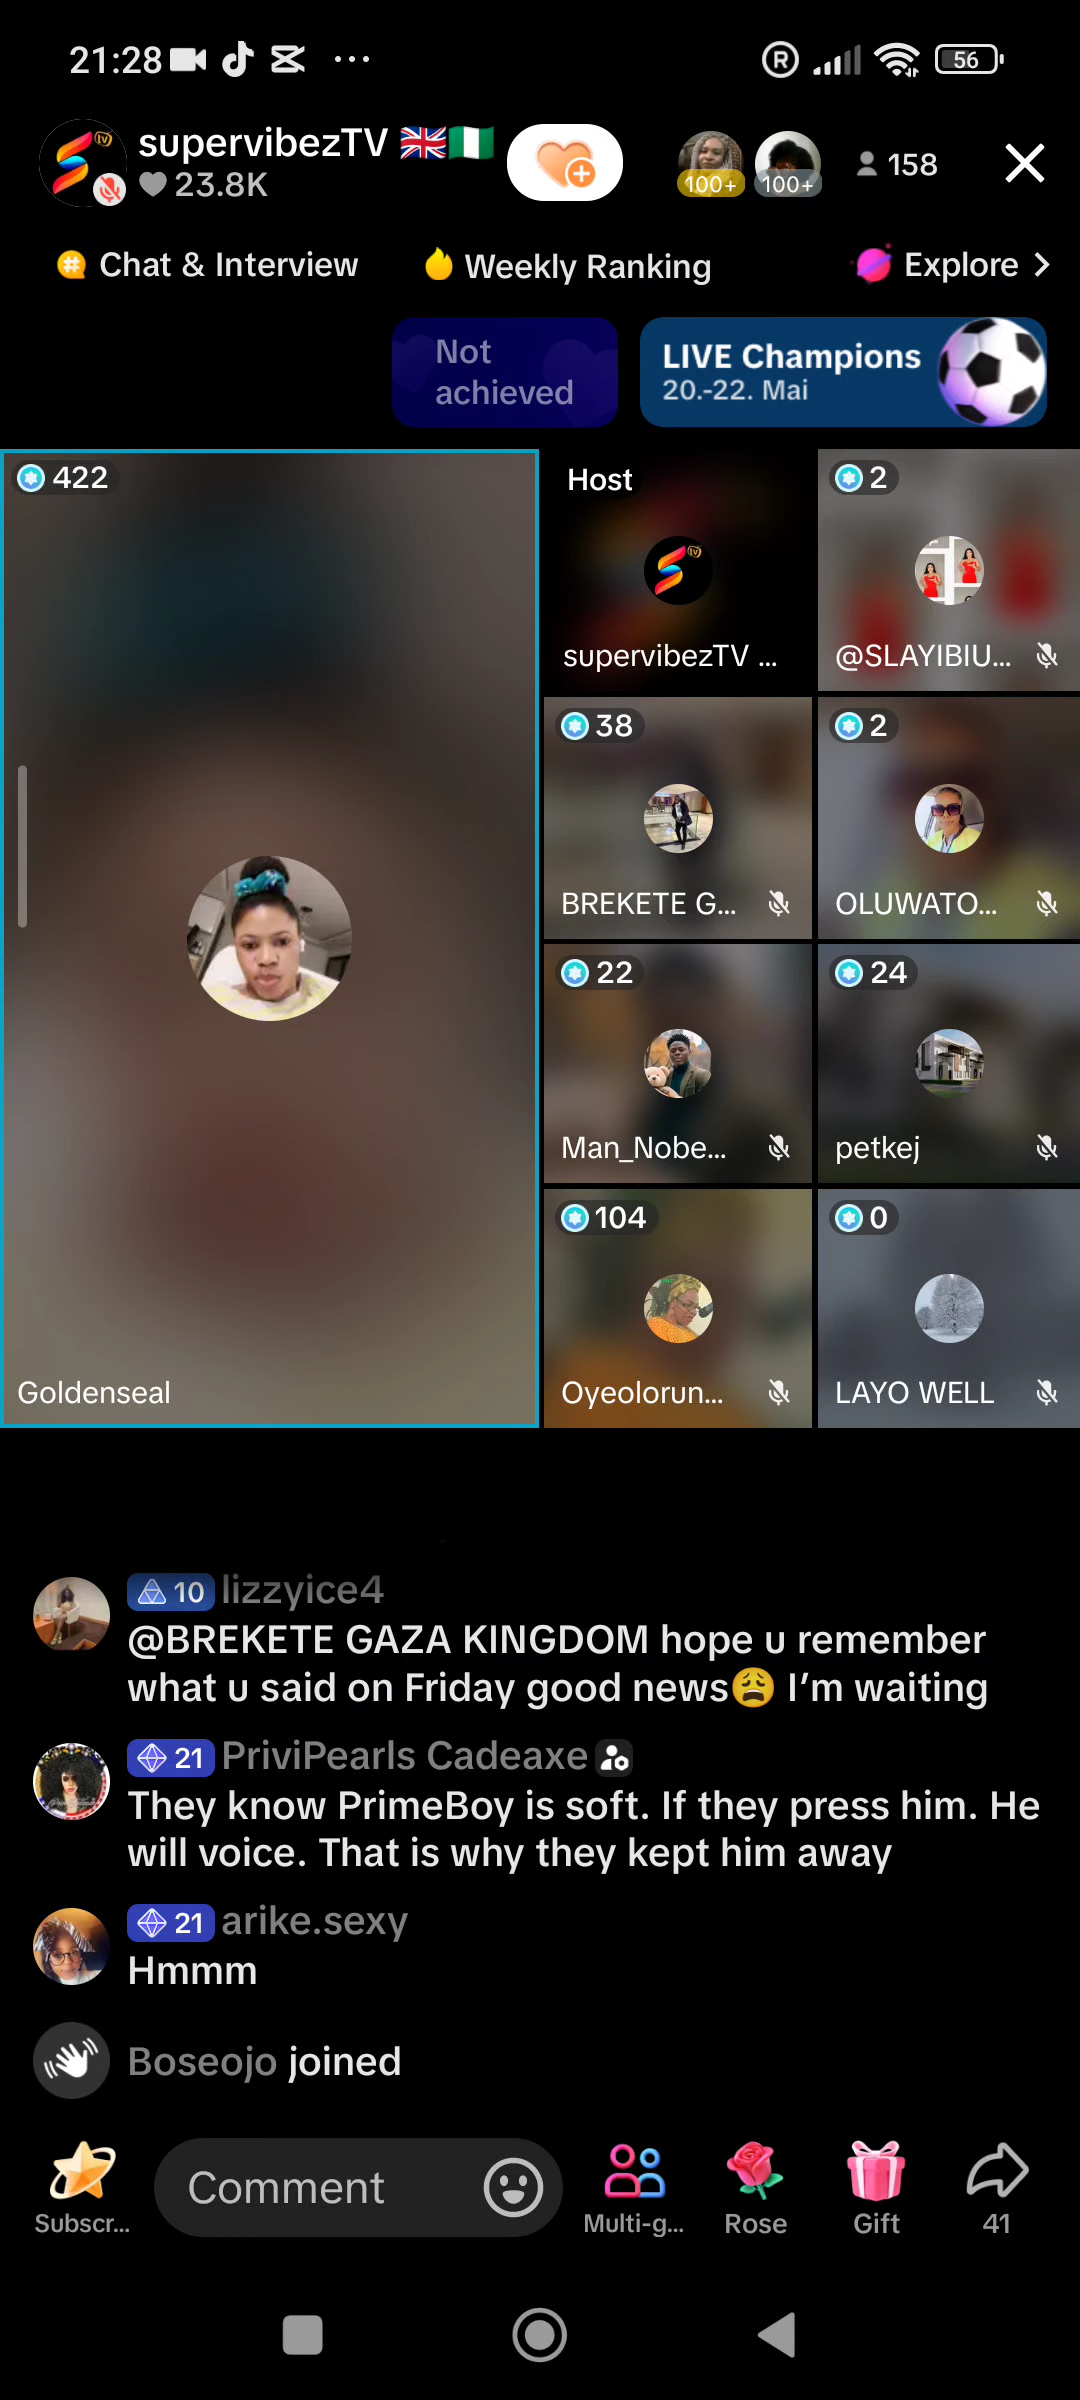 21:28
56
supervibezTV 🇬🇧🇳🇬
23.8K
100+
100+
158
Chat & Interview
Weekly Ranking
Explore
Not
achieved
LIVE Champions
20.-22. Mai
422
Host
2
supervibezTV ...
@SLAYIBIU...
38
2
BREKETE G...
OLUWATO...
22
24
Man_Nobe...
petkej
104
0
Goldenseal
Oyeolorun...
LAYO WELL
10 lizzyice4
@BREKETE GAZA KINGDOM hope u remember
what u said on Friday good news😩 I'm waiting
21 PriviPearls Cadeaxe
They know PrimeBoy is soft. If they press him. He
will voice. That is why they kept him away
21 arike.sexy
Hmmm
Boseojo joined
Comment
Subscr...
Multi-g...
Rose
Gift
41